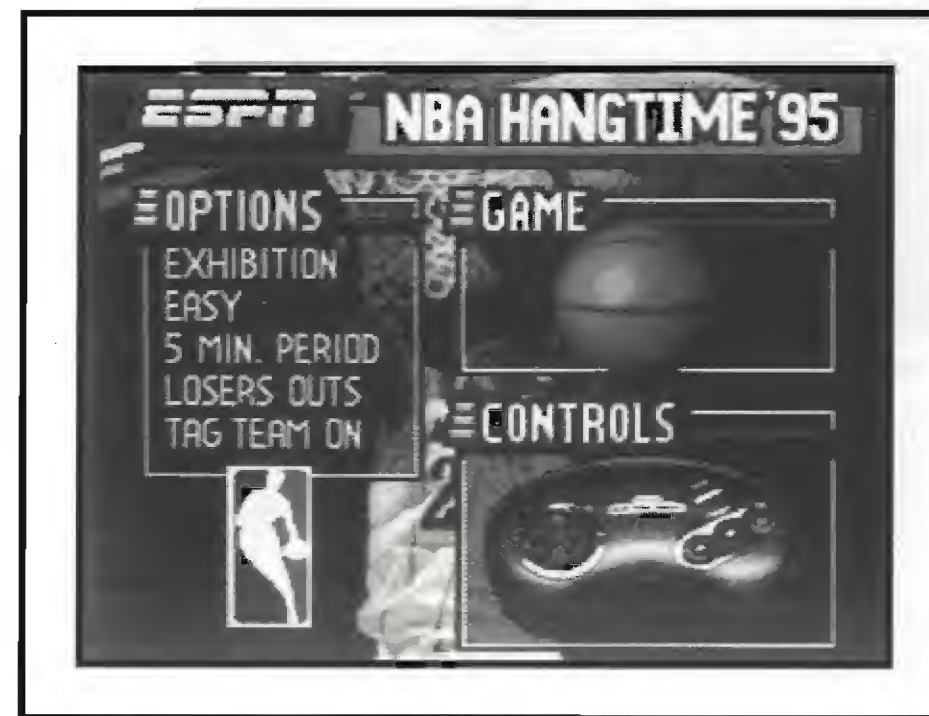 ESPN
NBA HANGTIME '95
OPTIONS
EXHIBITION
EASY
5 MIN. PERIOD
LOSERS OUTS
TAG TEAM ON
GAME
CONTROLS